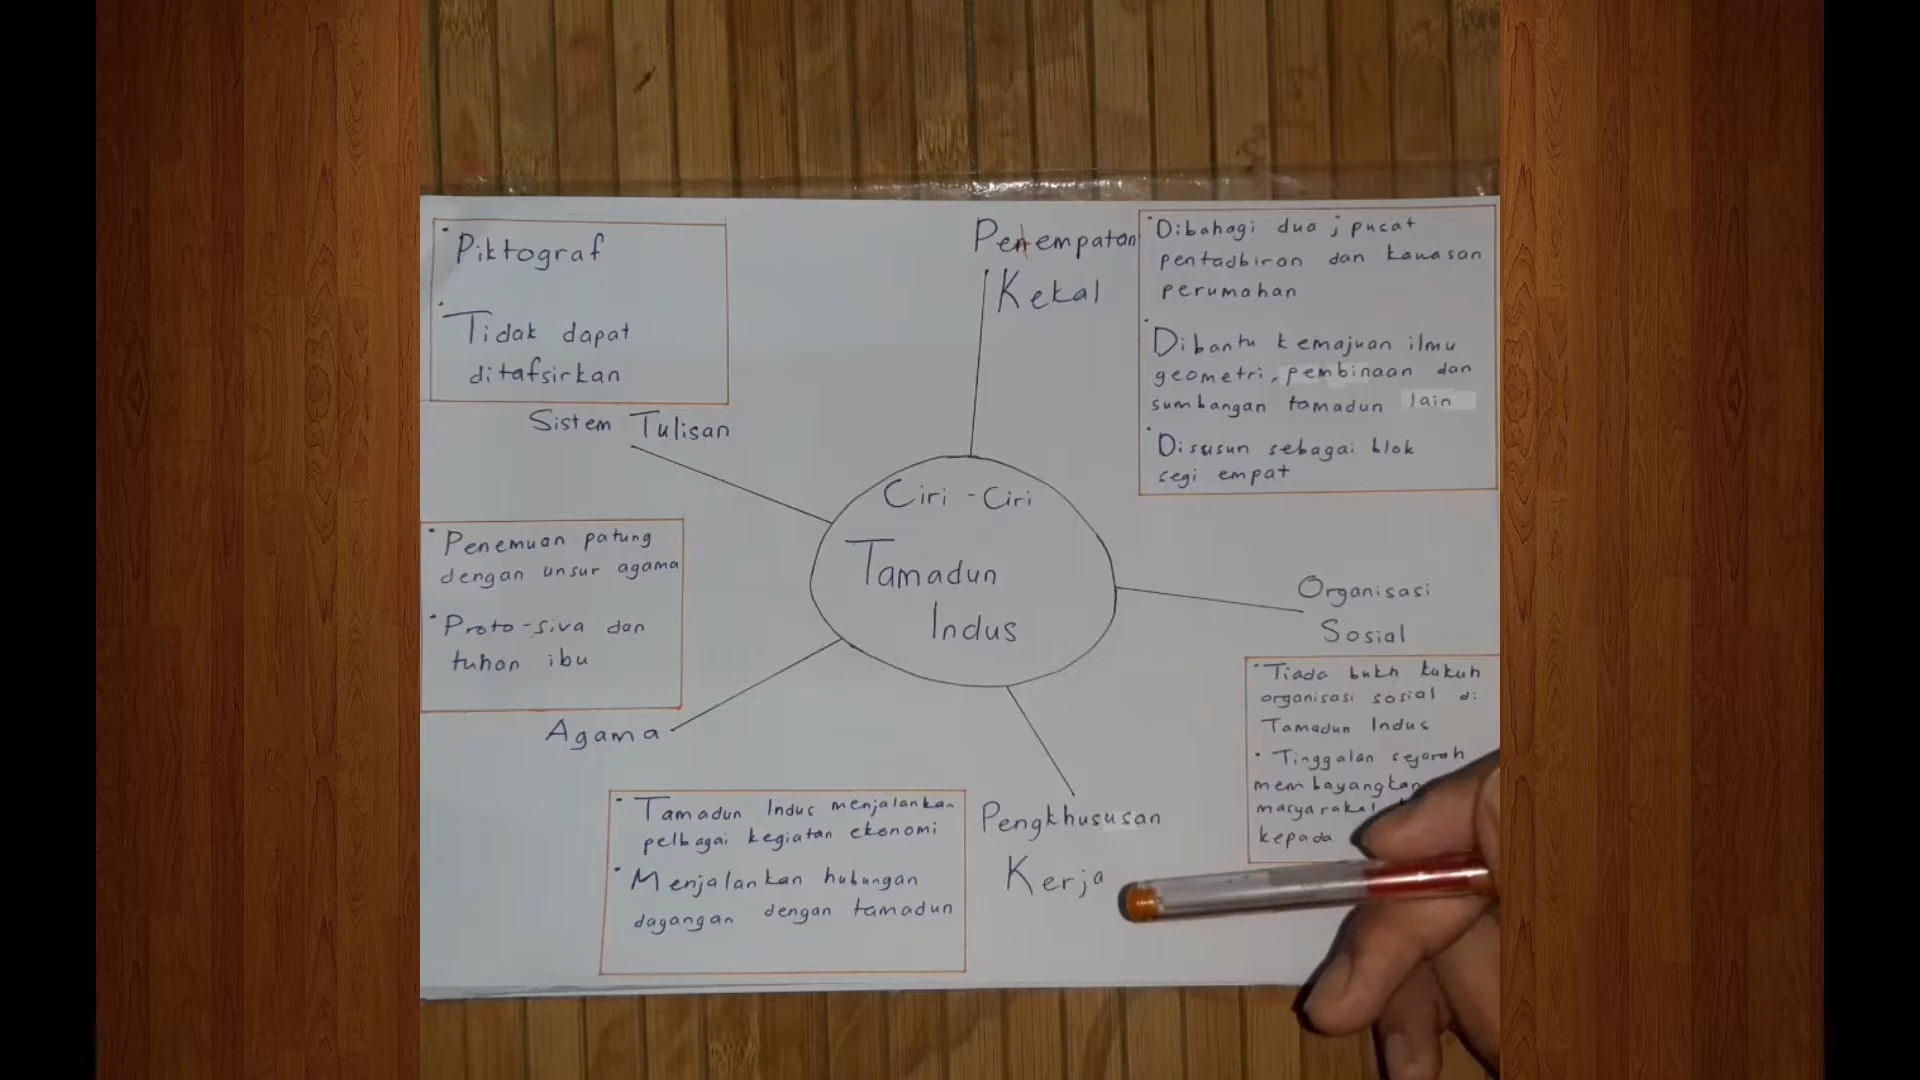 Piktograf
Tidak dapat
ditafsirkan
Sistem Tulisan
Penempatan
Kekal
Dibahagi dua ; pusat
pentadbiran dan kawasan
perumahan
Dibantu kemajuan ilmu
geometri, pembinaan dan
sumbangan tamadun lain
Disusun sebagai blok
segi empat
Ciri - Ciri
Tamadun
Indus
Penemuan patung
dengan unsur agama
Proto-siva dan
tuhan ibu
Agama
Organisasi
Sosial
Tiada bukti kukuh
organisasi sosial di
Tamadun Indus
Tinggalan sejarah
membayangkan
masyarakat
kepada
Tamadun Indus menjalankan
pelbagai kegiatan ekonomi
Menjalankan hubungan
dagangan dengan tamadun
Pengkhususan
Kerja